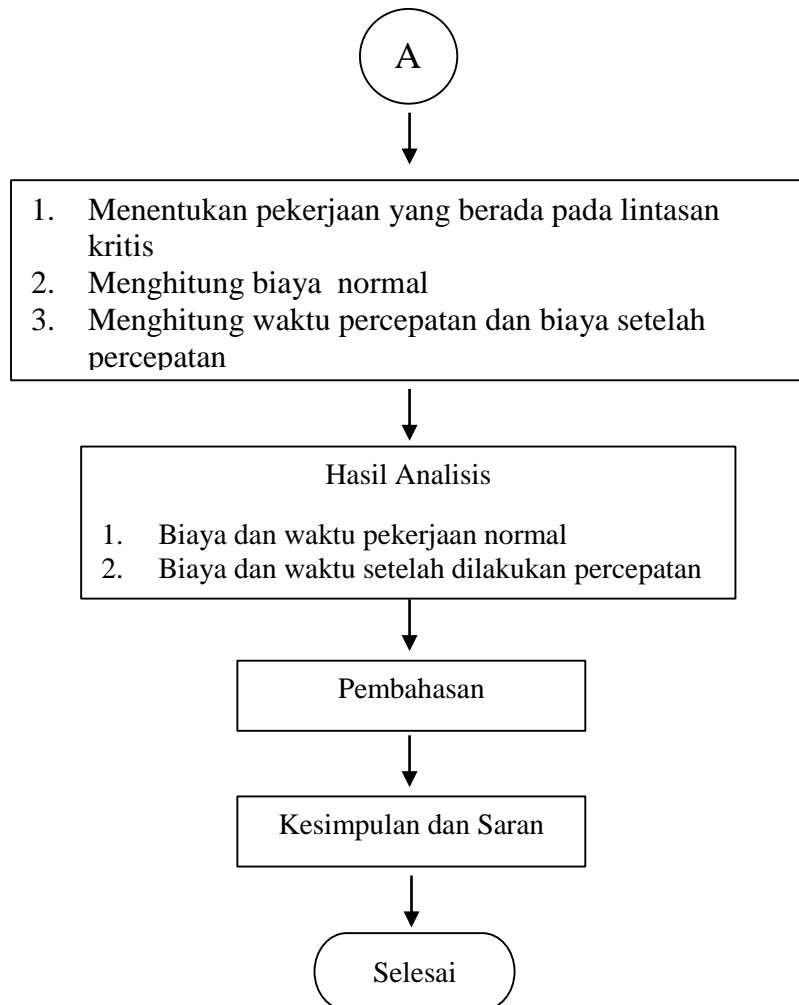 A
1. Menentukan pekerjaan yang berada pada lintasan
kritis
2. Menghitung biaya normal
3. Menghitung waktu percepatan dan biaya setelah
percepatan
Hasil Analisis
1. Biaya dan waktu pekerjaan normal
2. Biaya dan waktu setelah dilakukan percepatan
Pembahasan
Kesimpulan dan Saran
Selesai